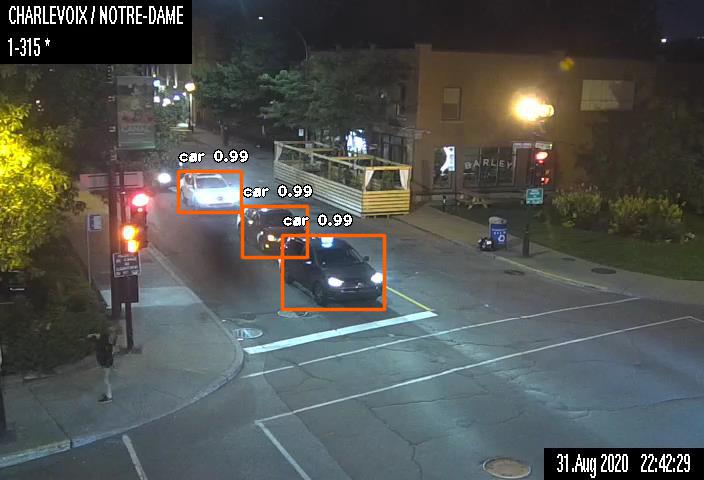 CHARLEVOIX / NOTRE-DAME
1-315 *
car 0.99
car 0.99
car 0.99
BARLEY
31.Aug 2020 22:42:29